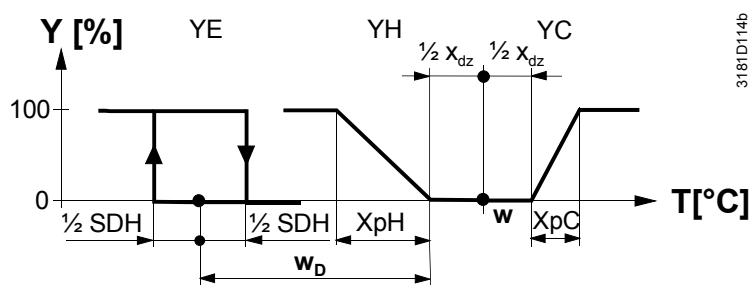 YE YH YC
Y [%]
½ x_dz ½ x_dz
3181D114b
100
0
w
T[°C]
½ SDH ½ SDH XpH XpC
w_D